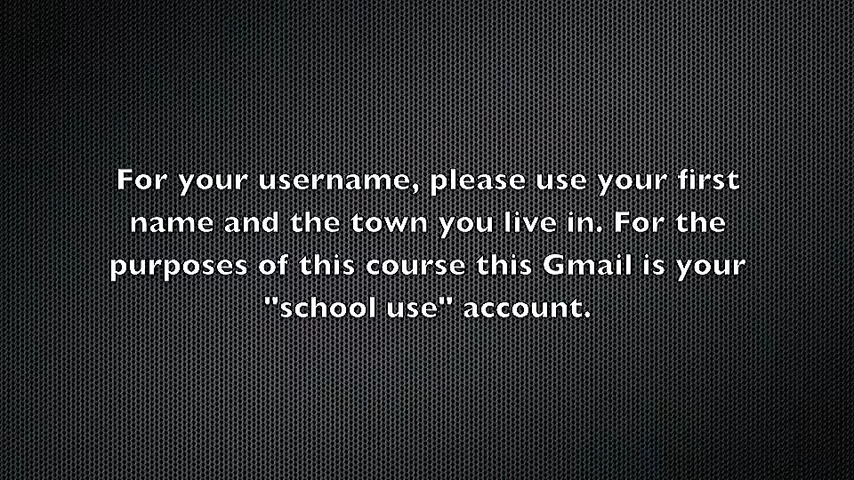 For your username, please use your first
name and the town you live in. For the
purposes of this course this Gmail is your
"school use" account.